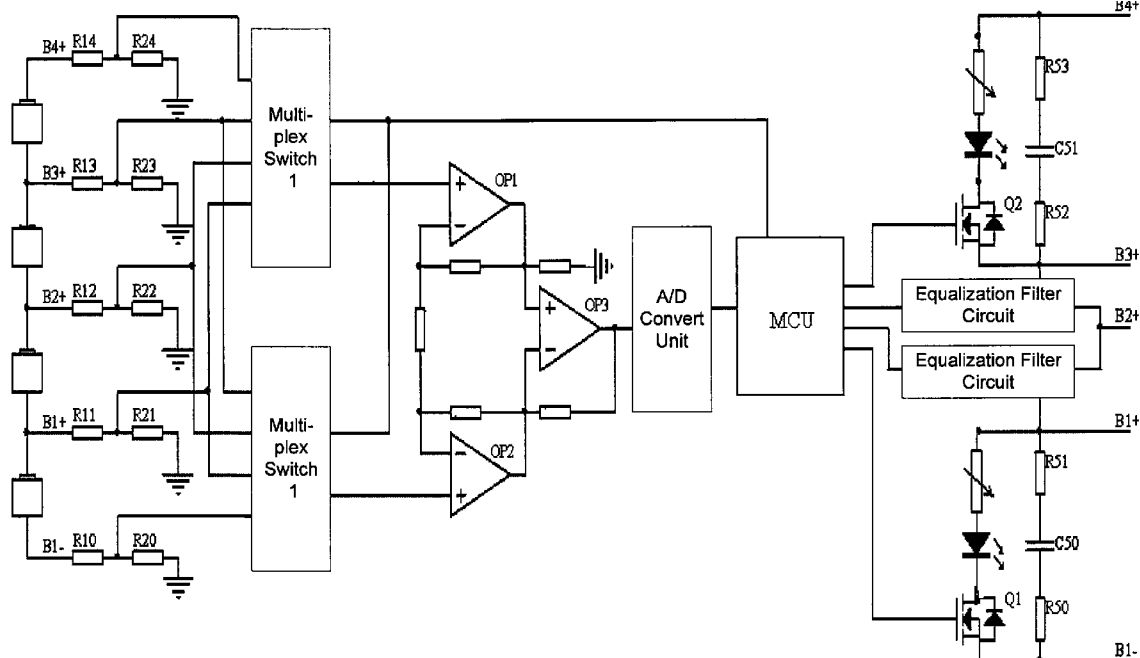 B4+
B4+ R14 R24
Multi-
plex
Switch
1
R53
C51
B3+ R13 R23
OP1
Q2
R52
B3+
B2+ R12 R22
OP3
A/D
Convert
Unit
MCU
Equalization Filter
Circuit
B2+
Equalization Filter
Circuit
B1+ R11 R21
Multi-
plex
Switch
1
OP2
B1+
R51
C50
B1- R10 R20
Q1
R50
B1-